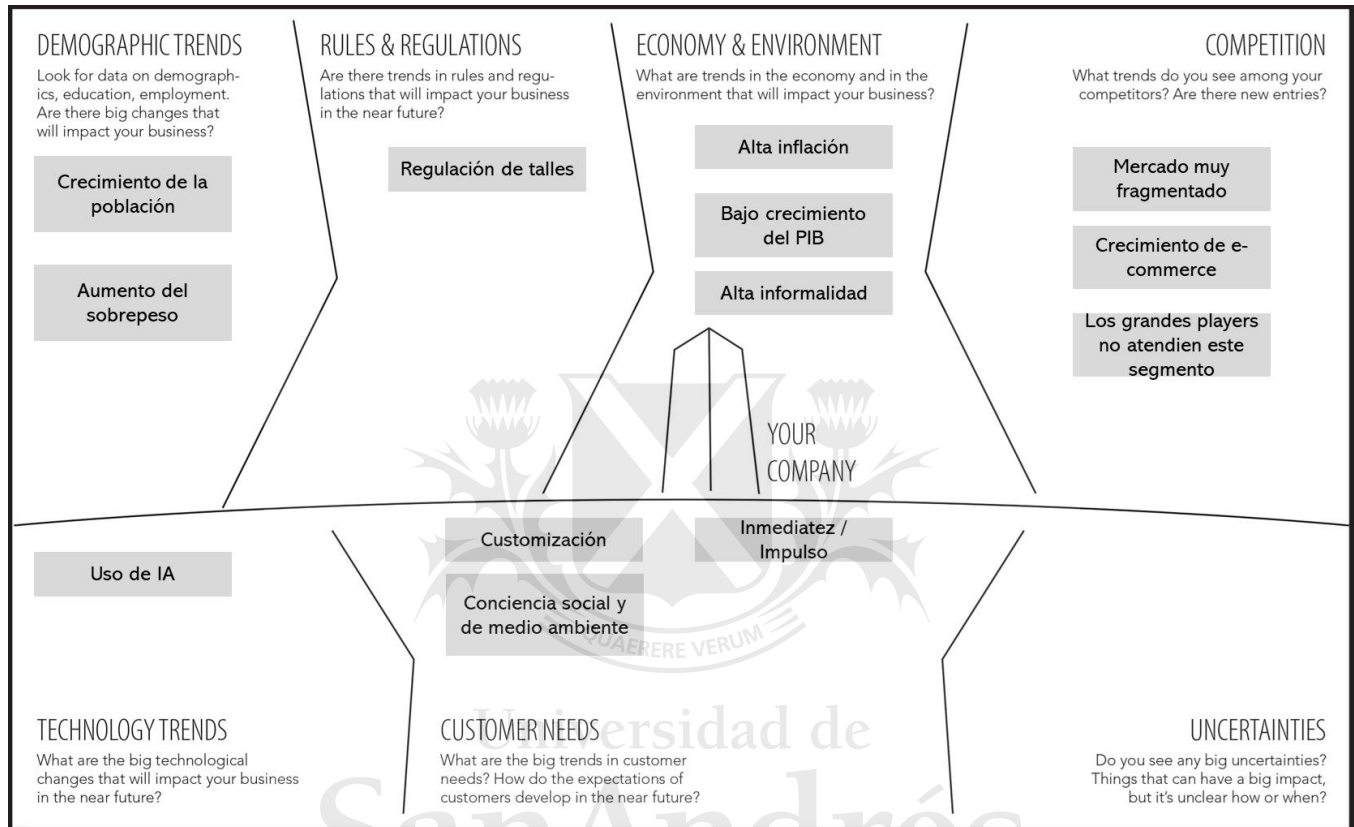 DEMOGRAPHIC TRENDS
Look for data on demograph-
ics, education, employment.
Are there big changes that
will impact your business?
Crecimiento de la
población
Aumento del
sobrepeso
RULES & REGULATIONS
Are there trends in rules and regu-
lations that will impact your business
in the near future?
Regulación de talles
ECONOMY & ENVIRONMENT
What are trends in the economy and in the
environment that will impact your business?
Alta inflación
Bajo crecimiento
del PIB
Alta informalidad
COMPETITION
What trends do you see among your
competitors? Are there new entries?
Mercado muy
fragmentado
Crecimiento de e-
commerce
Los grandes players
no atendien este
segmento
YOUR
COMPANY
Uso de IA
TECHNOLOGY TRENDS
What are the big technological
changes that will impact your business
in the near future?
Customización
Inmediatez /
Impulso
Conciencia social y
de medio ambiente
QUAERERE VERUM
CUSTOMER NEEDS
What are the big trends in customer
needs? How do the expectations of
customers develop in the near future?
UNCERTAINTIES
Do you see any big uncertainties?
Things that can have a big impact,
but it's unclear how or when?
Universidad de
SanAndrés